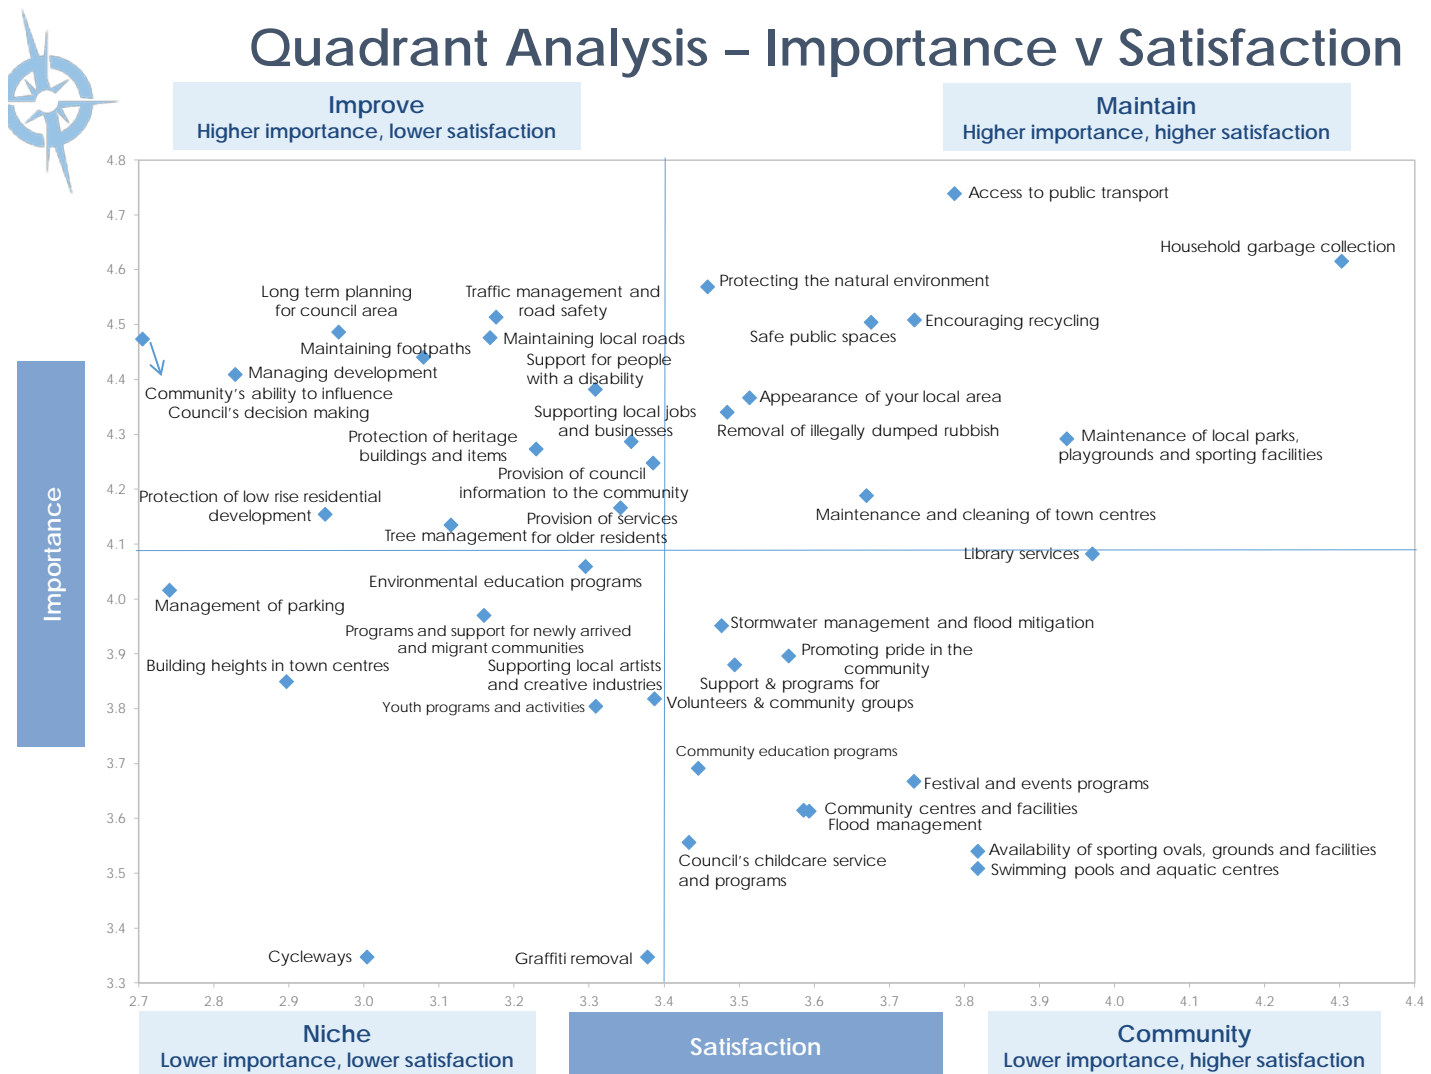 Quadrant Analysis – Importance v Satisfaction
Improve
Higher importance, lower satisfaction
Maintain
Higher importance, higher satisfaction
4.8
4.7
4.6
4.5
4.4
4.3
4.2
4.1
4.0
3.9
3.8
3.7
3.6
3.5
3.4
3.3
Importance
Access to public transport
Household garbage collection
Protecting the natural environment
Long term planning
for council area
Traffic management and
road safety
Encouraging recycling
Safe public spaces
Maintaining local roads
Maintaining footpaths
Support for people
with a disability
Managing development
Community's ability to influence
Council's decision making
Appearance of your local area
Supporting local jobs
and businesses
Removal of illegally dumped rubbish
Protection of heritage
buildings and items
Maintenance of local parks,
playgrounds and sporting facilities
Provision of council
information to the community
Protection of low rise residential
development
Maintenance and cleaning of town centres
Provision of services
for older residents
Tree management
Library services
Environmental education programs
Management of parking
Stormwater management and flood mitigation
Programs and support for newly arrived
and migrant communities
Promoting pride in the
community
Building heights in town centres
Supporting local artists
and creative industries
Support & programs for
Volunteers & community groups
Youth programs and activities
Community education programs
Festival and events programs
Community centres and facilities
Flood management
Availability of sporting ovals, grounds and facilities
Council's childcare service
and programs
Swimming pools and aquatic centres
Cycleways
Graffiti removal
2.7
2.8
2.9
3.0
3.1
3.2
3.3
3.4
3.5
3.6
3.7
3.8
3.9
4.0
4.1
4.2
4.3
4.4
Niche
Lower importance, lower satisfaction
Satisfaction
Community
Lower importance, higher satisfaction